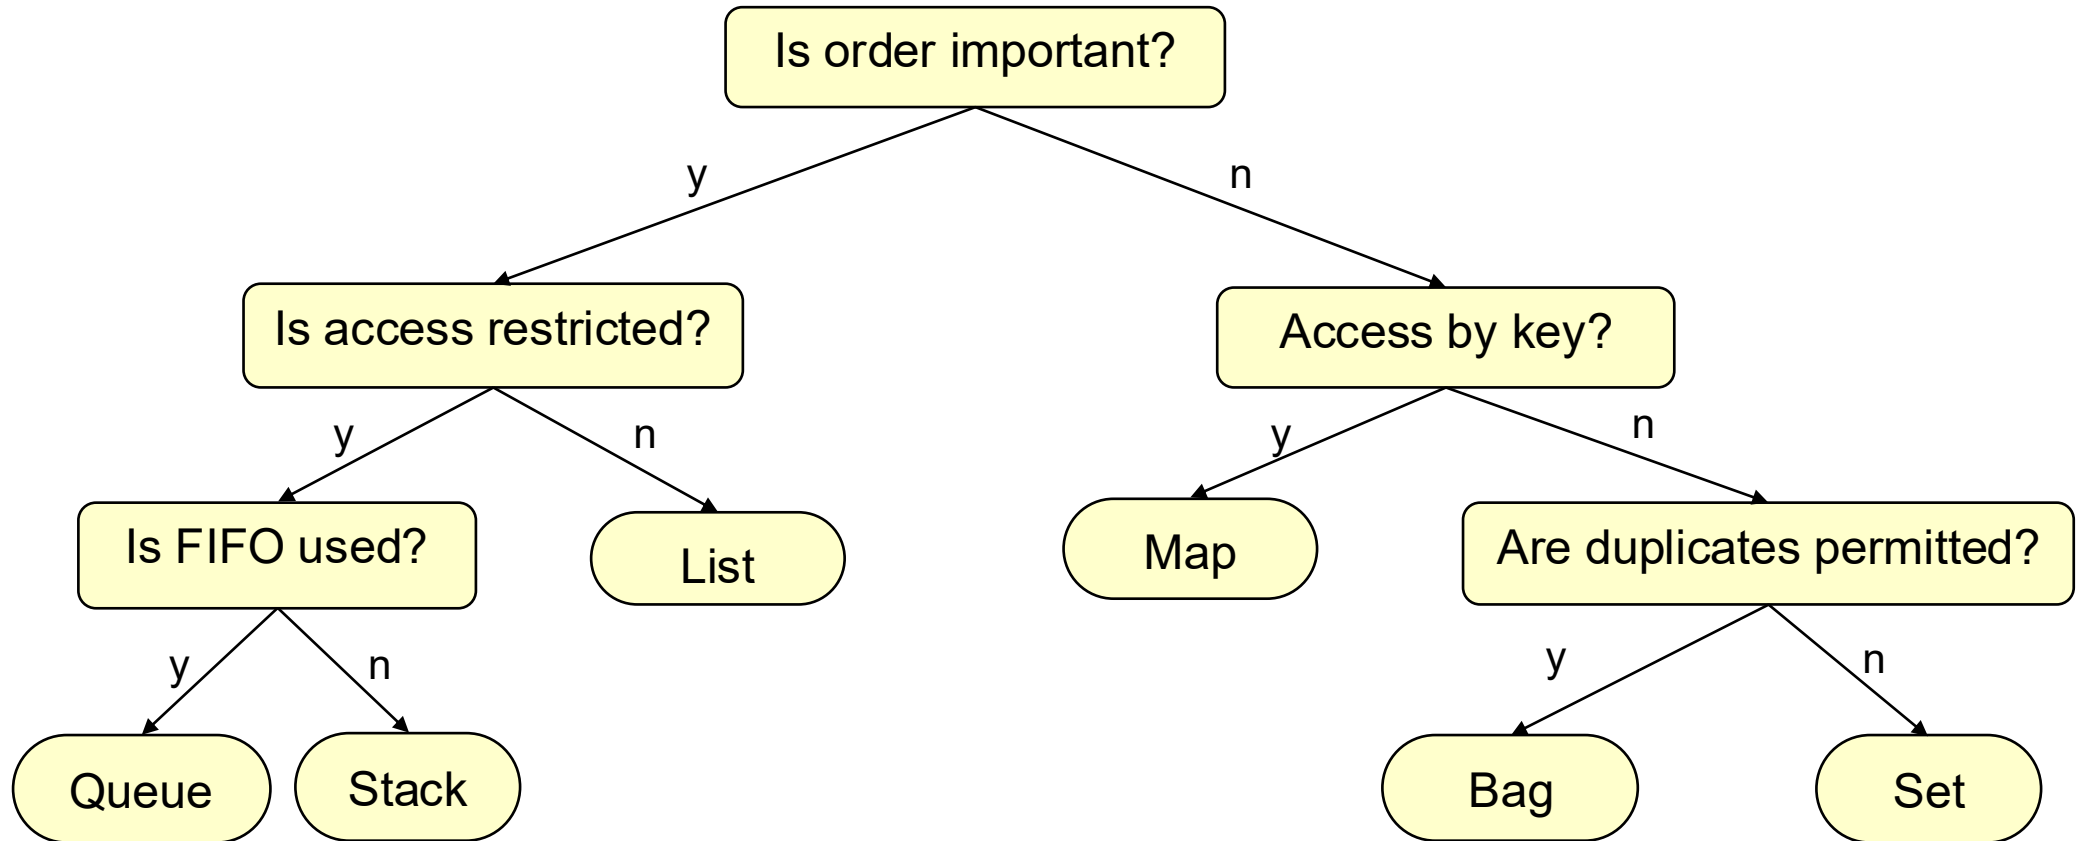 Is order important?
y
n
Is access restricted?
Access by key?
y
n
y
n
Is FIFO used?
List
Map
Are duplicates permitted?
y
n
y
n
Queue
Stack
Bag
Set